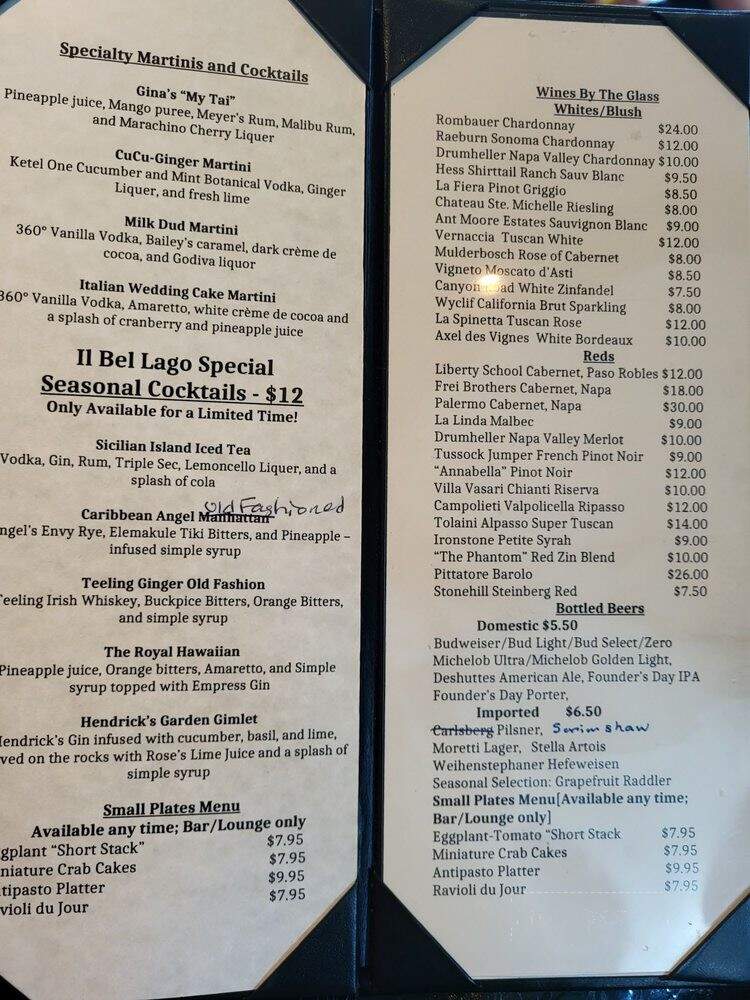 Specialty Martinis and Cocktails
Gina's "My Tai"
Pineapple juice, Mango puree, Meyer's Rum, Malibu Rum,
and Marachino Cherry Liquer
CuCu-Ginger Martini
Ketel One Cucumber and Mint Botanical Vodka, Ginger
Liquer, and fresh lime
Milk Dud Martini
360° Vanilla Vodka, Bailey's caramel, dark crème de
cocoa, and Godiva liquor
Italian Wedding Cake Martini
360° Vanilla Vodka, Amaretto, white crème de cocoa and
a splash of cranberry and pineapple juice
Il Bel Lago Special
Seasonal Cocktails - $12
Only Available for a Limited Time!
Sicilian Island Iced Tea
Vodka, Gin, Rum, Triple Sec, Lemoncello Liquer, and a
splash of cola
Caribbean Angel Manhattan Old Fashioned
ngel's Envy Rye, Elemakule Tiki Bitters, and Pineapple –
infused simple syrup
Teeling Ginger Old Fashion
eeling Irish Whiskey, Buckpice Bitters, Orange Bitters,
and simple syrup
The Royal Hawaiian
Pineapple juice, Orange bitters, Amaretto, and Simple
syrup topped with Empress Gin
Hendrick's Garden Gimlet
Hendrick's Gin infused with cucumber, basil, and lime,
ved on the rocks with Rose's Lime Juice and a splash of
simple syrup
Small Plates Menu
Available any time; Bar/Lounge only
ggplant "Short Stack" $7.95
niature Crab Cakes $7.95
tipasto Platter $9.95
violi du Jour $7.95
Wines By The Glass
Whites/Blush
Rombauer Chardonnay $24.00
Raeburn Sonoma Chardonnay $12.00
Drumheller Napa Valley Chardonnay $10.00
Hess Shirttail Ranch Sauv Blanc $9.50
La Fiera Pinot Griggio $8.50
Chateau Ste. Michelle Riesling $8.00
Ant Moore Estates Sauvignon Blanc $9.00
Vernaccia Tuscan White $12.00
Mulderbosch Rose of Cabernet $8.00
Vigneto Moscato d'Asti $8.50
Canyon ad White Zinfandel $7.50
Wyclif California Brut Sparkling $8.00
La Spinetta Tuscan Rose $12.00
Axel des Vignes White Bordeaux $10.00
Reds
Liberty School Cabernet, Paso Robles $12.00
Frei Brothers Cabernet, Napa $18.00
Palermo Cabernet, Napa $30.00
La Linda Malbec $9.00
Drumheller Napa Valley Merlot $10.00
Tussock Jumper French Pinot Noir $9.00
"Annabella" Pinot Noir $12.00
Villa Vasari Chianti Riserva $10.00
Campolieti Valpolicella Ripasso $12.00
Tolaini Alpasso Super Tuscan $14.00
Ironstone Petite Syrah $9.00
"The Phantom" Red Zin Blend $10.00
Pittatore Barolo $26.00
Stonehill Steinberg Red $7.50
Bottled Beers
Domestic $5.50
Budweiser/Bud Light/Bud Select/Zero
Michelob Ultra/Michelob Golden Light,
Deshuttes American Ale, Founder's Day IPA
Founder's Day Porter,
Imported $6.50
Carlsberg Pilsner, Scrimshaw
Moretti Lager, Stella Artois
Weihenstephaner Hefeweisen
Seasonal Selection: Grapefruit Raddler
Small Plates Menu[Available any time;
Bar/Lounge only]
Eggplant-Tomato "Short Stack $7.95
Miniature Crab Cakes $7.95
Antipasto Platter $9.95
Ravioli du Jour $7.95